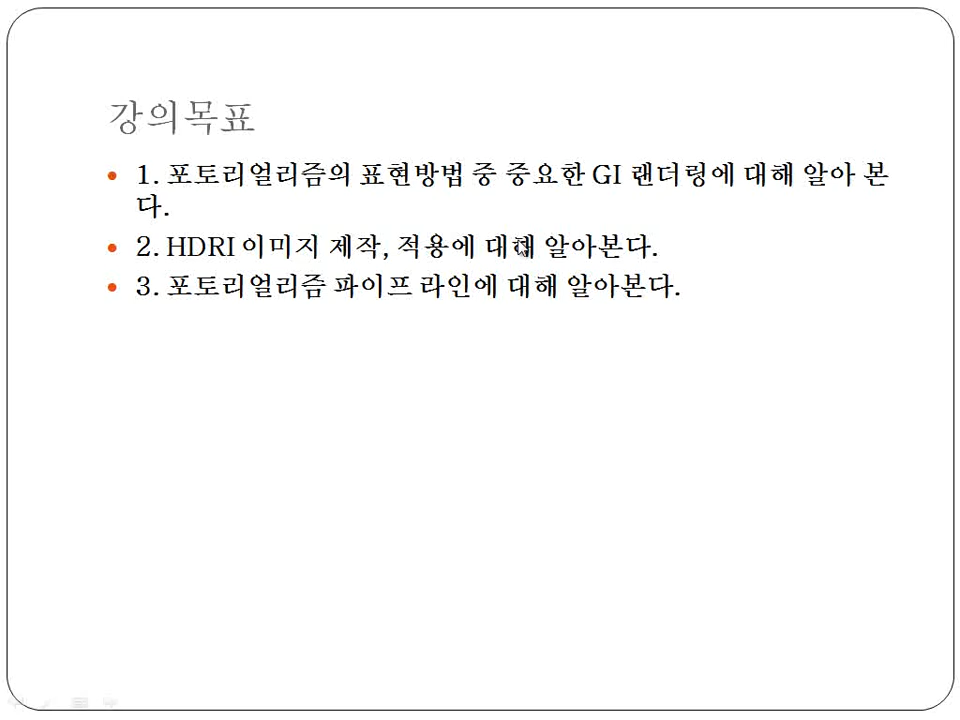 강의목표
• 1. 포토리얼리즘의 표현방법 중 중요한 GI 랜더링에 대해 알아 본
다.
• 2. HDRI 이미지 제작, 적용에 대해 알아본다.
• 3. 포토리얼리즘 파이프 라인에 대해 알아본다.